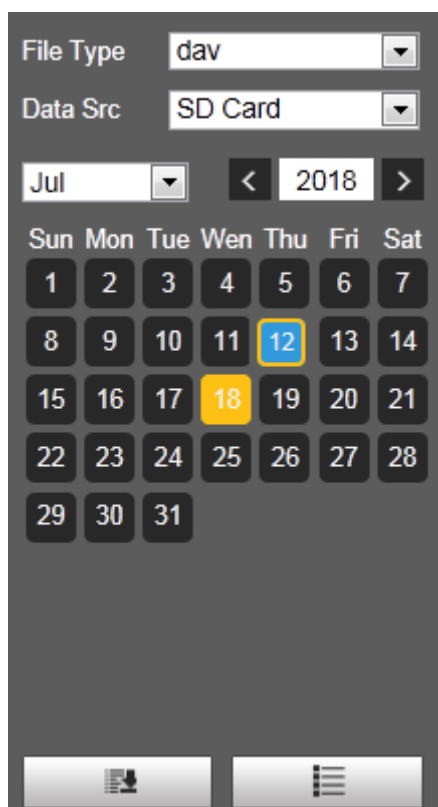 File Type dav
Data Src SD Card
Jul < 2018 >
Sun Mon Tue Wen Thu Fri Sat
1 2 3 4 5 6 7
8 9 10 11 12 13 14
15 16 17 18 19 20 21
22 23 24 25 26 27 28
29 30 31